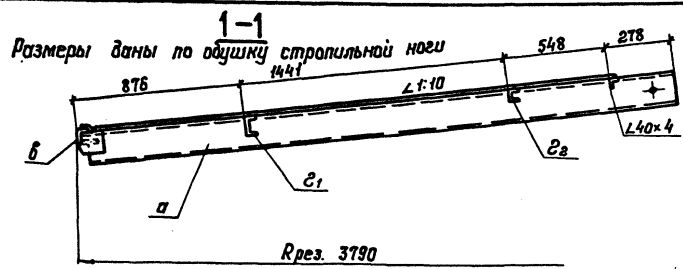 1-1
Размеры даны по обушку стропильной ноги
876
1441
548
278
∠1:10
∠40×4
в
г1
г2
а
Rрез. 3790